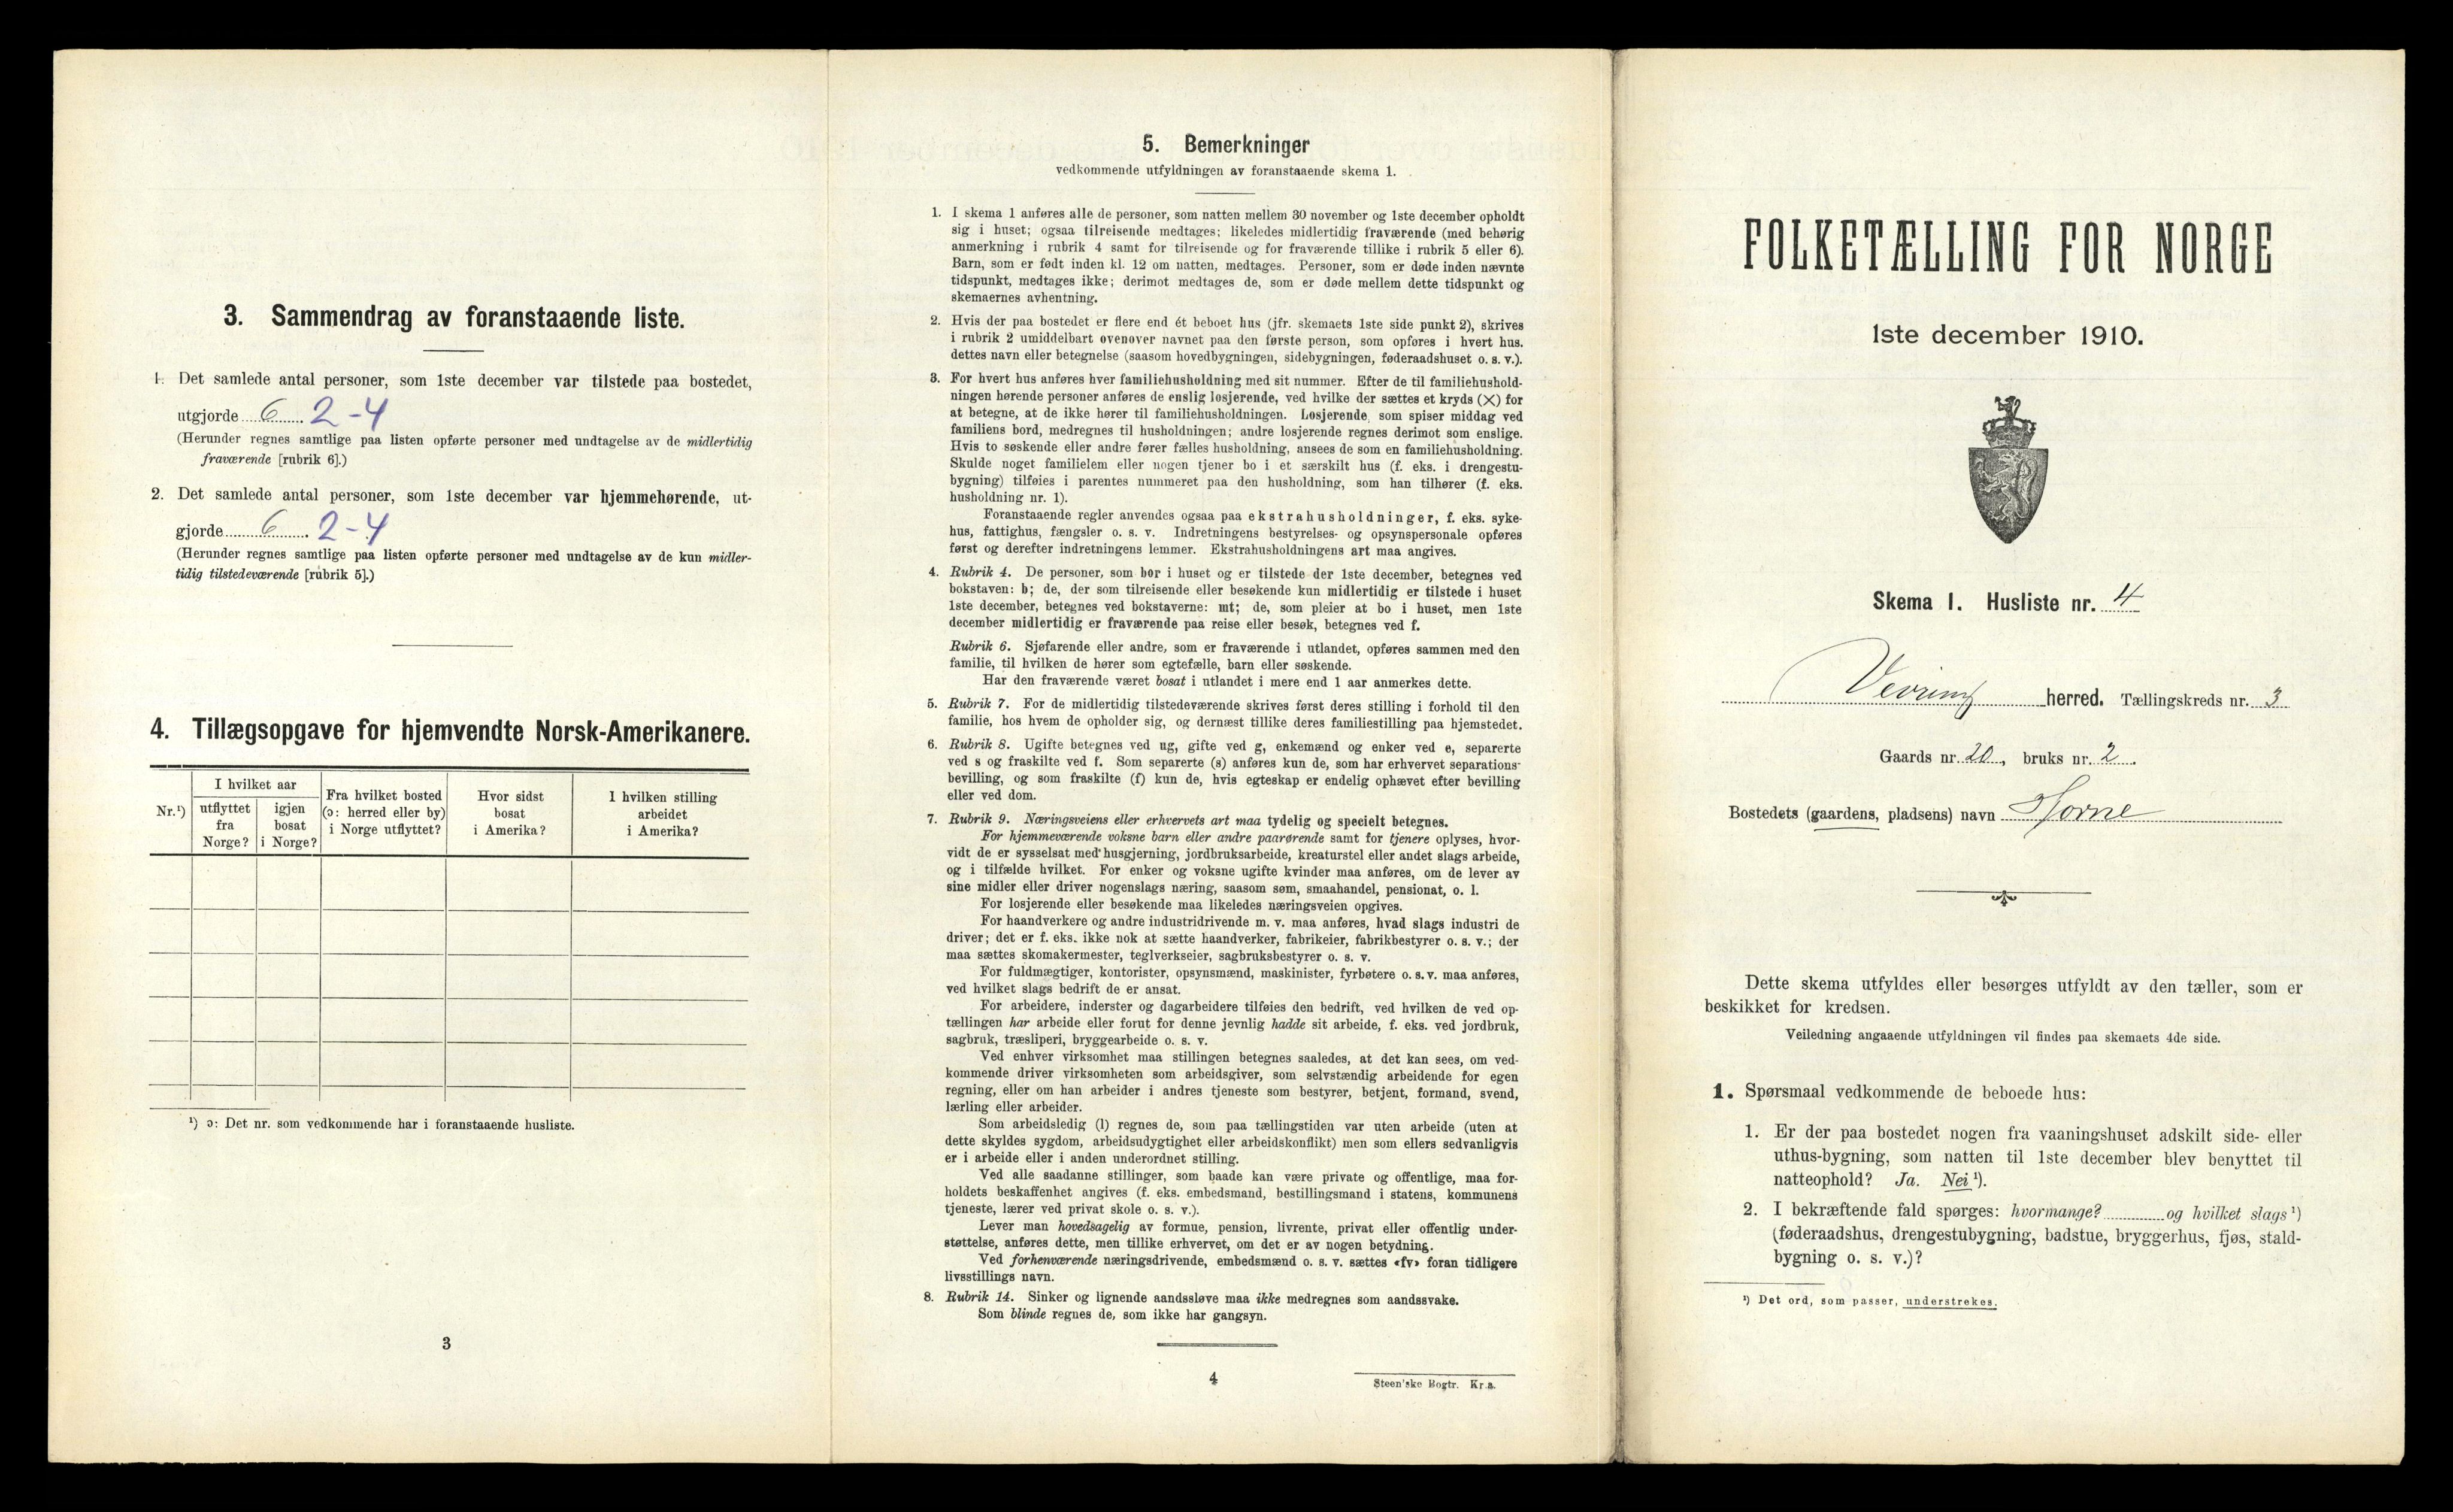 3. Sammendrag av foranstaaende liste.
1. Det samlede antal personer, som 1ste december var tilstede paa bostedet,
utgjorde 6 2-4
(Herunder regnes samtlige paa listen opførte personer med undtagelse av de midlertidig
fraværende [rubrik 6].)
2. Det samlede antal personer, som 1ste december var hjemmehørende, ut-
gjorde 6. 2-4
(Herunder regnes samtlige paa listen opførte personer med undtagelse av de kun midler-
tidig tilstedeværende [rubrik 5].)
4. Tillægsopgave for hjemvendte Norsk-Amerikanere.
Nr.¹)
I hvilket aar
utflyttet fra Norge?
igjen bosat i Norge?
Fra hvilket bosted (ɔ: herred eller by) i Norge utflyttet?
Hvor sidst bosat i Amerika?
I hvilken stilling arbeidet i Amerika?
¹) ɔ: Det nr. som vedkommende har i foranstaaende husliste.
3
5. Bemerkninger
vedkommende utfyldningen av foranstaaende skema 1.
1. I skema 1 anføres alle de personer, som natten mellem 30 november og 1ste december opholdt
sig i huset; ogsaa tilreisende medtages; likeledes midlertidig fraværende (med behørig
anmerkning i rubrik 4 samt for tilreisende og for fraværende tillike i rubrik 5 eller 6).
Barn, som er født inden kl. 12 om natten, medtages. Personer, som er døde inden nævnte
tidspunkt, medtages ikke; derimot medtages de, som er døde mellem dette tidspunkt og
skemaernes avhentning.
2. Hvis der paa bostedet er flere end ét beboet hus (jfr. skemaets 1ste side punkt 2), skrives
i rubrik 2 umiddelbart ovenover navnet paa den første person, som opføres i hvert hus.
dettes navn eller betegnelse (saasom hovedbygningen, sidebygningen, føderaadshuset o. s. v.).
3. For hvert hus anføres hver familiehusholdning med sit nummer. Efter de til familiehushold-
ningen hørende personer anføres de enslig losjerende, ved hvilke der sættes et kryds (✕) for
at betegne, at de ikke hører til familiehusholdningen. Losjerende, som spiser middag ved
familiens bord, medregnes til husholdningen; andre losjerende regnes derimot som enslige.
Hvis to søskende eller andre fører fælles husholdning, ansees de som en familiehusholdning.
Skulde noget familielem eller nogen tjener bo i et særskilt hus (f. eks. i drengestu-
bygning) tilføies i parentes nummeret paa den husholdning, som han tilhører (f. eks.
husholdning nr. 1).
Foranstaaende regler anvendes ogsaa paa ekstrahusholdninger, f. eks. syke-
hus, fattighus, fængsler o. s. v. Indretningens bestyrelses- og opsynspersonale opføres
først og derefter indretningens lemmer. Ekstrahusholdningens art maa angives.
4. Rubrik 4. De personer, som bor i huset og er tilstede der 1ste december, betegnes ved
bokstaven: b; de, der som tilreisende eller besøkende kun midlertidig er tilstede i huset
1ste december, betegnes ved bokstaverne: mt; de, som pleier at bo i huset, men 1ste
december midlertidig er fraværende paa reise eller besøk, betegnes ved f.
Rubrik 6. Sjøfarende eller andre, som er fraværende i utlandet, opføres sammen med den
familie, til hvilken de hører som egtefælle, barn eller søskende.
Har den fraværende været bosat i utlandet i mere end 1 aar anmerkes dette.
5. Rubrik 7. For de midlertidig tilstedeværende skrives først deres stilling i forhold til den
familie, hos hvem de opholder sig, og dernæst tillike deres familiestilling paa hjemstedet.
6. Rubrik 8. Ugifte betegnes ved ug, gifte ved g, enkemænd og enker ved e, separerte
ved s og fraskilte ved f. Som separerte (s) anføres kun de, som har erhvervet separations-
bevilling, og som fraskilte (f) kun de, hvis egteskap er endelig ophævet efter bevilling
eller ved dom.
7. Rubrik 9. Næringsveiens eller erhvervets art maa tydelig og specielt betegnes.
For hjemmeværende voksne barn eller andre paarørende samt for tjenere oplyses, hvor-
vidt de er sysselsat med husgjerning, jordbruksarbeide, kreaturstel eller andet slags arbeide,
og i tilfælde hvilket. For enker og voksne ugifte kvinder maa anføres, om de lever av
sine midler eller driver nogenslags næring, saasom søm, smaahandel, pensionat, o. l.
For losjerende eller besøkende maa likeledes næringsveien opgives.
For haandverkere og andre industridrivende m. v. maa anføres, hvad slags industri de
driver; det er f. eks. ikke nok at sætte haandverker, fabrikeier, fabrikbestyrer o. s. v.; der
maa sættes skomakermester, teglverkseier, sagbruksbestyrer o. s. v.
For fuldmægtiger, kontorister, opsynsmænd, maskinister, fyrbøtere o. s. v. maa anføres,
ved hvilket slags bedrift de er ansat.
For arbeidere, inderster og dagarbeidere tilføies den bedrift, ved hvilken de ved op-
tællingen har arbeide eller forut for denne jevnlig hadde sit arbeide, f. eks. ved jordbruk,
sagbruk, træsliperi, bryggearbeide o. s. v.
Ved enhver virksomhet maa stillingen betegnes saaledes, at det kan sees, om ved-
kommende driver virksomheten som arbeidsgiver, som selvstændig arbeidende for egen
regning, eller om han arbeider i andres tjeneste som bestyrer, betjent, formand, svend,
lærling eller arbeider.
Som arbeidsledig (l) regnes de, som paa tællingstiden var uten arbeide (uten at
dette skyldes sygdom, arbeidsudygtighet eller arbeidskonflikt) men som ellers sedvanligvis
er i arbeide eller i anden underordnet stilling.
Ved alle saadanne stillinger, som baade kan være private og offentlige, maa for-
holdets beskaffenhet angives (f. eks. embedsmand, bestillingsmand i statens, kommunens
tjeneste, lærer ved privat skole o. s. v.).
Lever man hovedsagelig av formue, pension, livrente, privat eller offentlig under-
støttelse, anføres dette, men tillike erhvervet, om det er av nogen betydning.
Ved forhenværende næringsdrivende, embedsmænd o. s. v. sættes «fv» foran tidligere
livsstillings navn.
8. Rubrik 14. Sinker og lignende aandssløve maa ikke medregnes som aandssvake.
Som blinde regnes de, som ikke har gangsyn.
4
Steen'ske Bogtr. Kr.a.
FOLKETÆLLING FOR NORGE
1ste december 1910.
Skema 1. Husliste nr. 4
Vevring herred. Tællingskreds nr. 3
Gaards nr. 20, bruks nr. 2.
Bostedets (gaardens, pladsens) navn Horne
Dette skema utfyldes eller besørges utfyldt av den tæller, som er
beskikket for kredsen.
Veiledning angaaende utfyldningen vil findes paa skemaets 4de side.
1. Spørsmaal vedkommende de beboede hus:
1. Er der paa bostedet nogen fra vaaningshuset adskilt side- eller
uthus-bygning, som natten til 1ste december blev benyttet til
natteophold? Ja. Nei ¹).
2. I bekræftende fald spørges: hvormange? og hvilket slags ¹)
(føderaadshus, drengestubygning, badstue, bryggerhus, fjøs, stald-
bygning o. s. v.)?
¹) Det ord, som passer, understrekes.